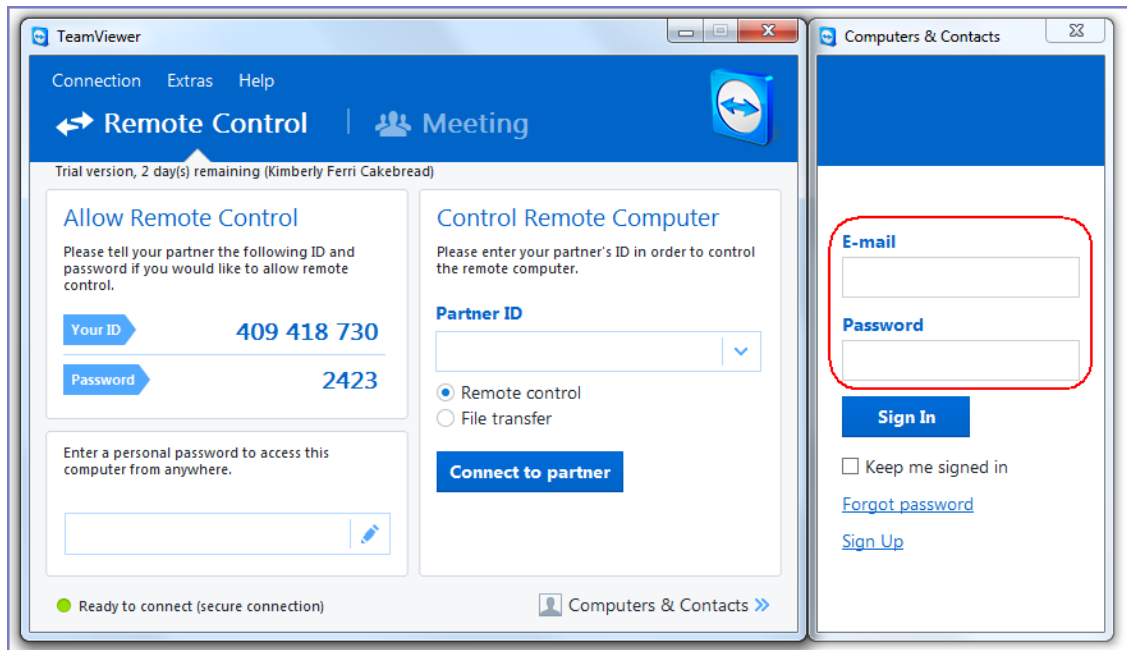 TeamViewer
Connection Extras Help
Remote Control Meeting
Trial version, 2 day(s) remaining (Kimberly Ferri Cakebread)
Allow Remote Control
Please tell your partner the following ID and
password if you would like to allow remote
control.
Your ID 409 418 730
Password 2423
Enter a personal password to access this
computer from anywhere.
Control Remote Computer
Please enter your partner's ID in order to control
the remote computer.
Partner ID
Remote control
File transfer
Connect to partner
Ready to connect (secure connection)
Computers & Contacts
Computers & Contacts
E-mail
Password
Sign In
Keep me signed in
Forgot password
Sign Up